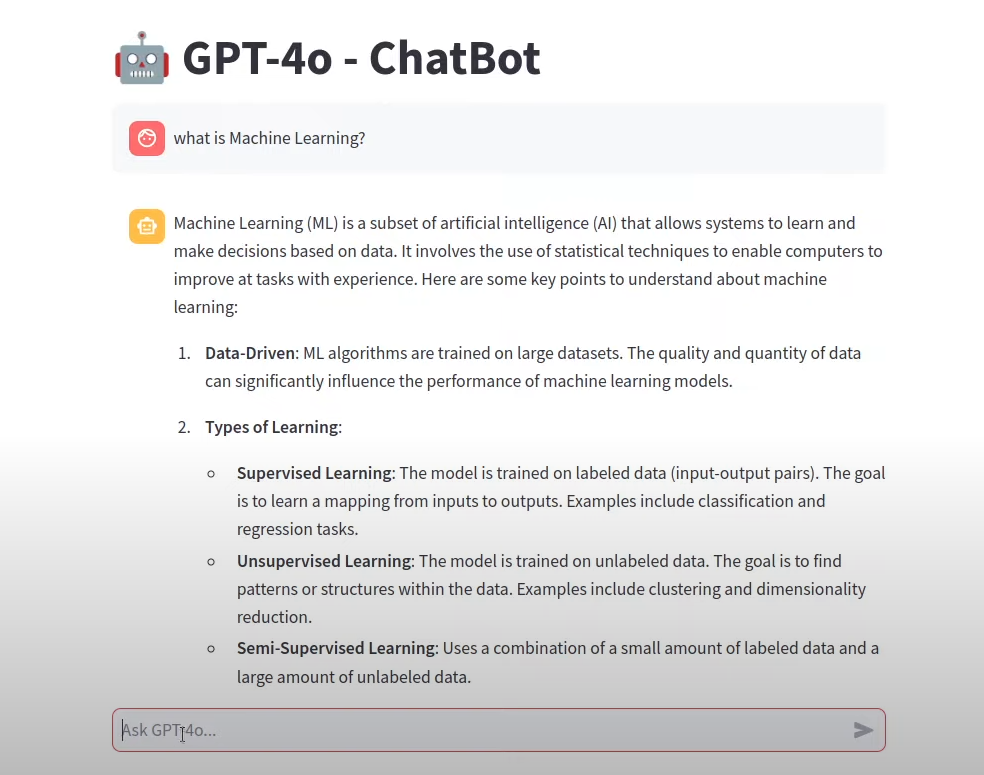 GPT-4o - ChatBot
what is Machine Learning?
Machine Learning (ML) is a subset of artificial intelligence (AI) that allows systems to learn and
make decisions based on data. It involves the use of statistical techniques to enable computers to
improve at tasks with experience. Here are some key points to understand about machine
learning:
1. Data-Driven: ML algorithms are trained on large datasets. The quality and quantity of data
can significantly influence the performance of machine learning models.
2. Types of Learning:
○ Supervised Learning: The model is trained on labeled data (input-output pairs). The goal
is to learn a mapping from inputs to outputs. Examples include classification and
regression tasks.
○ Unsupervised Learning: The model is trained on unlabeled data. The goal is to find
patterns or structures within the data. Examples include clustering and dimensionality
reduction.
○ Semi-Supervised Learning: Uses a combination of a small amount of labeled data and a
large amount of unlabeled data.
Ask GPT-4o...